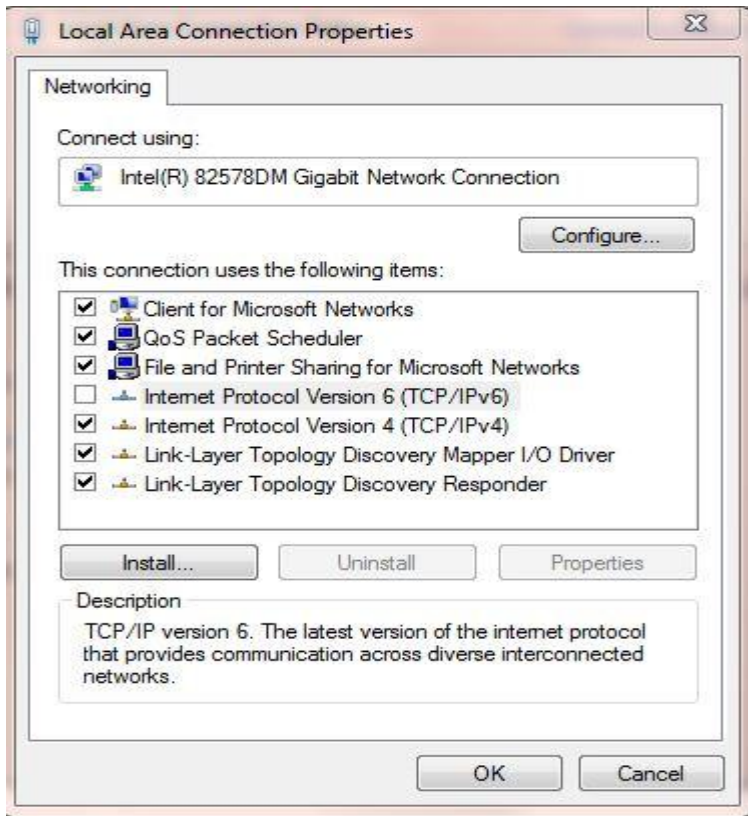 Local Area Connection Properties
Networking
Connect using:
Intel(R) 82578DM Gigabit Network Connection
Configure...
This connection uses the following items:
Client for Microsoft Networks
QoS Packet Scheduler
File and Printer Sharing for Microsoft Networks
Internet Protocol Version 6 (TCP/IPv6)
Internet Protocol Version 4 (TCP/IPv4)
Link-Layer Topology Discovery Mapper I/O Driver
Link-Layer Topology Discovery Responder
Install...
Uninstall
Properties
Description
TCP/IP version 6. The latest version of the internet protocol
that provides communication across diverse interconnected
networks.
OK
Cancel